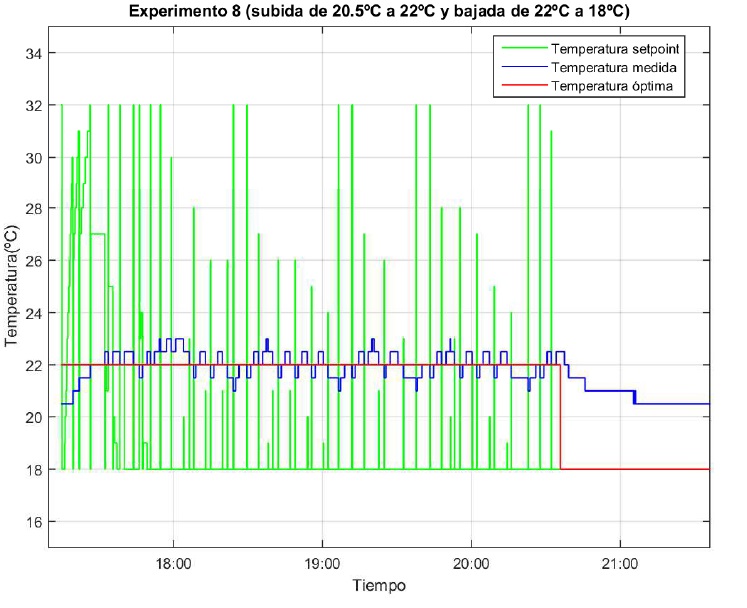 Experimento 8 (subida de 20.5ºC a 22ºC y bajada de 22ºC a 18ºC)
Temperatura setpoint
Temperatura medida
Temperatura óptima
Temperatura(ºC)
34
32
30
28
26
24
22
20
18
16
18:00 19:00 20:00 21:00
Tiempo